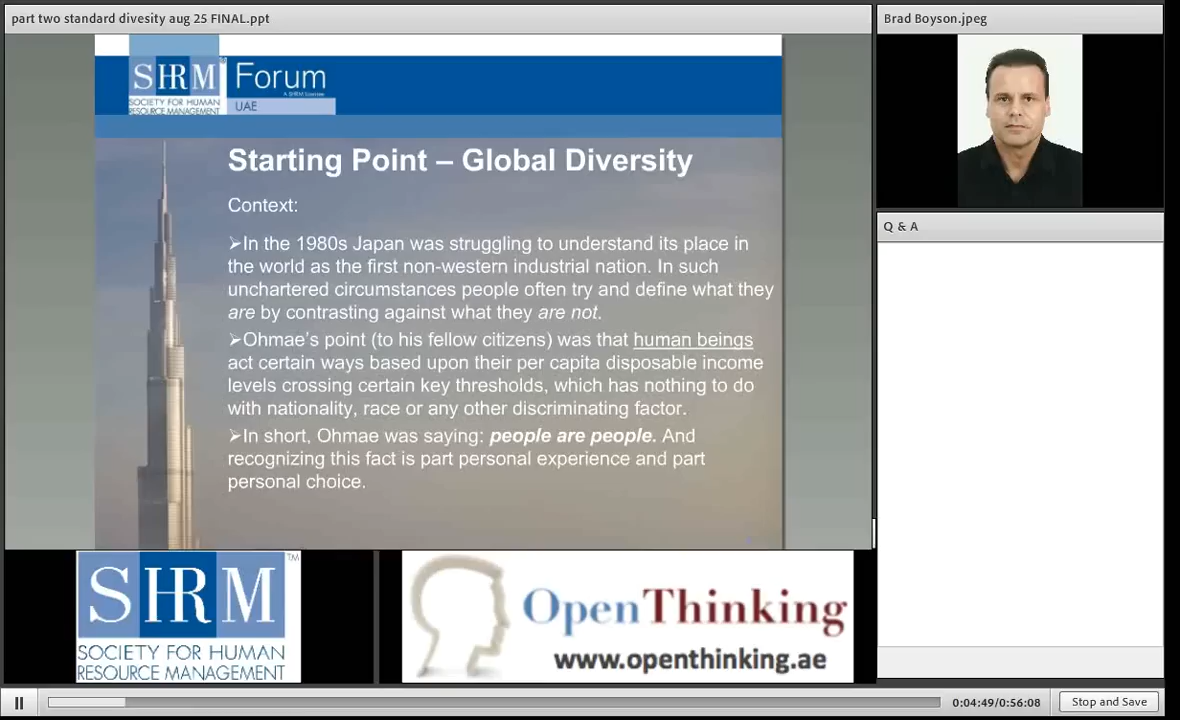 part two standard divesity aug 25 FINAL.ppt
Brad Boyson.jpeg
SHRM
Forum
SOCIETY FOR HUMAN
RESOURCE MANAGEMENT
UAE
Starting Point – Global Diversity
Context:
➢In the 1980s Japan was struggling to understand its place in
the world as the first non-western industrial nation. In such
unchartered circumstances people often try and define what they
are by contrasting against what they are not.
➢Ohmae's point (to his fellow citizens) was that human beings
act certain ways based upon their per capita disposable income
levels crossing certain key thresholds, which has nothing to do
with nationality, race or any other discriminating factor.
➢In short, Ohmae was saying: people are people. And
recognizing this fact is part personal experience and part
personal choice.
Q & A
SHRM™
SOCIETY FOR HUMAN
RESOURCE MANAGEMENT
OpenThinking
www.openthinking.ae
0:04:49/0:56:08
Stop and Save